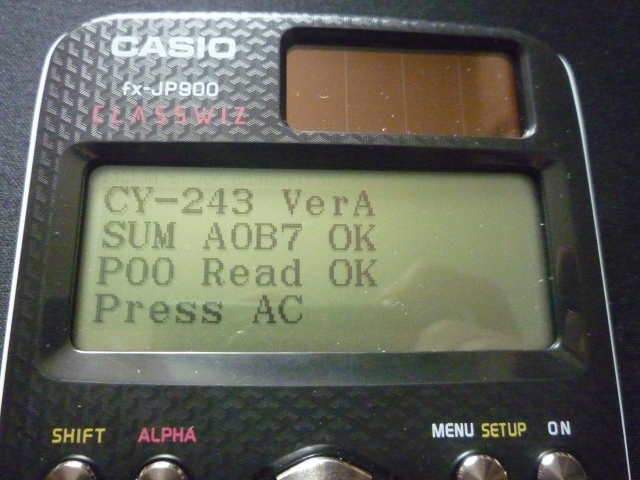 CASIO
fx-JP900
CLASSWIZ
CY-243 VerA
SUM A0B7 OK
P00 Read OK
Press AC
SHIFT ALPHA MENU SETUP ON